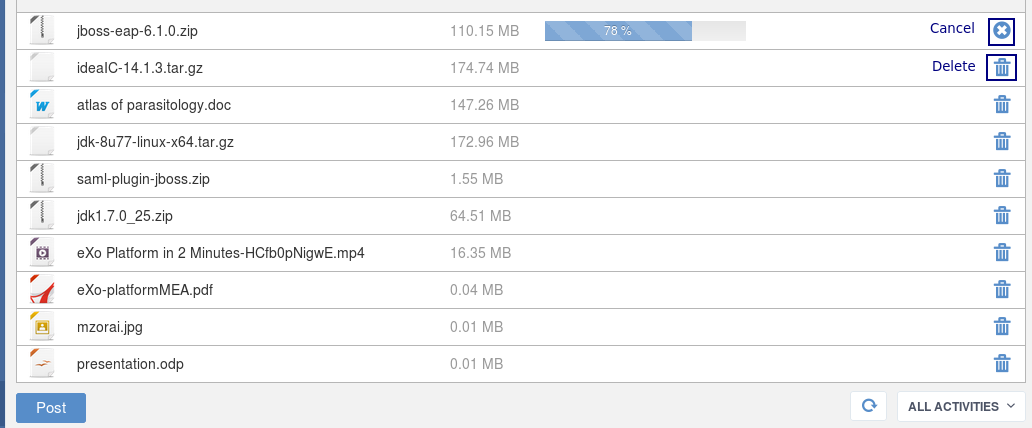 jboss-eap-6.1.0.zip 110.15 MB 78 % Cancel
ideaIC-14.1.3.tar.gz 174.74 MB Delete
W atlas of parasitology.doc 147.26 MB
jdk-8u77-linux-x64.tar.gz 172.96 MB
saml-plugin-jboss.zip 1.55 MB
jdk1.7.0_25.zip 64.51 MB
eXo Platform in 2 Minutes-HCfb0pNigwE.mp4 16.35 MB
eXo-platformMEA.pdf 0.04 MB
mzorai.jpg 0.01 MB
presentation.odp 0.01 MB
Post ALL ACTIVITIES